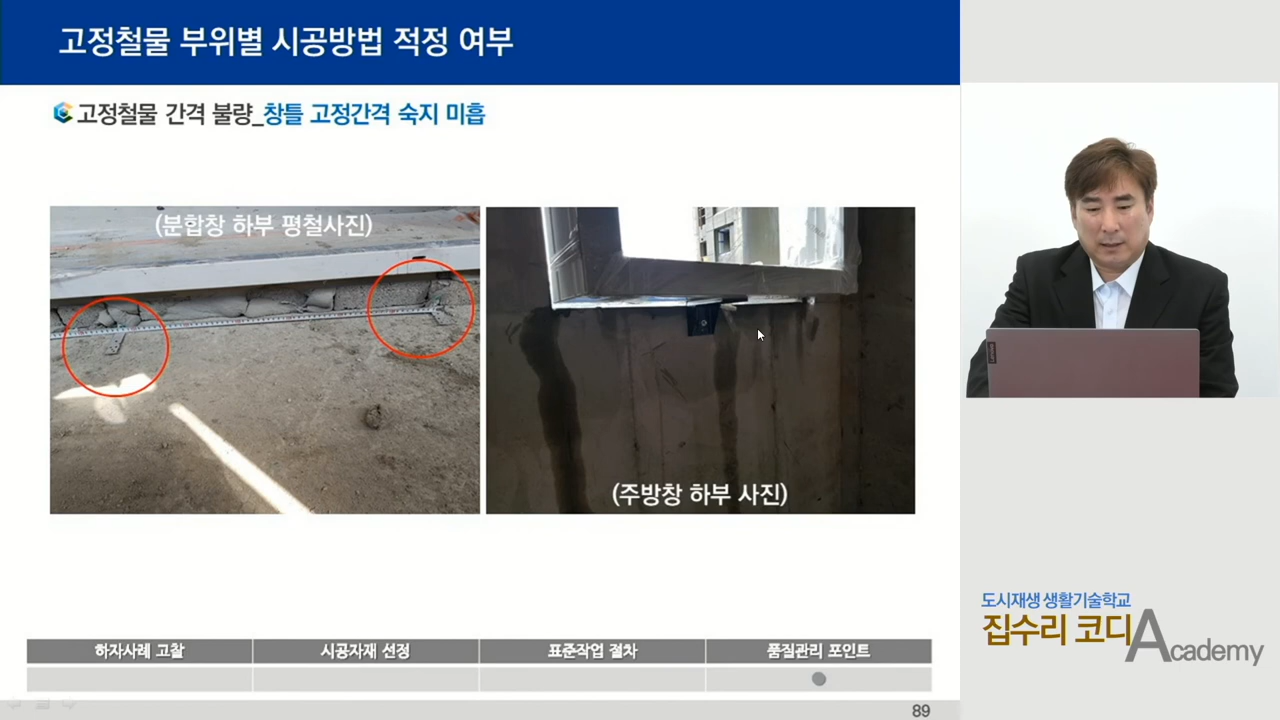 고정철물 부위별 시공방법 적정 여부
고정철물 간격 불량_창틀 고정간격 숙지 미흡
(분합창 하부 평철사진)
(주방창 하부 사진)
하자사례 고찰
시공자재 선정
표준작업 절차
품질관리 포인트
89
Lenovo
도시재생 생활기술학교
집수리 코디 Academy